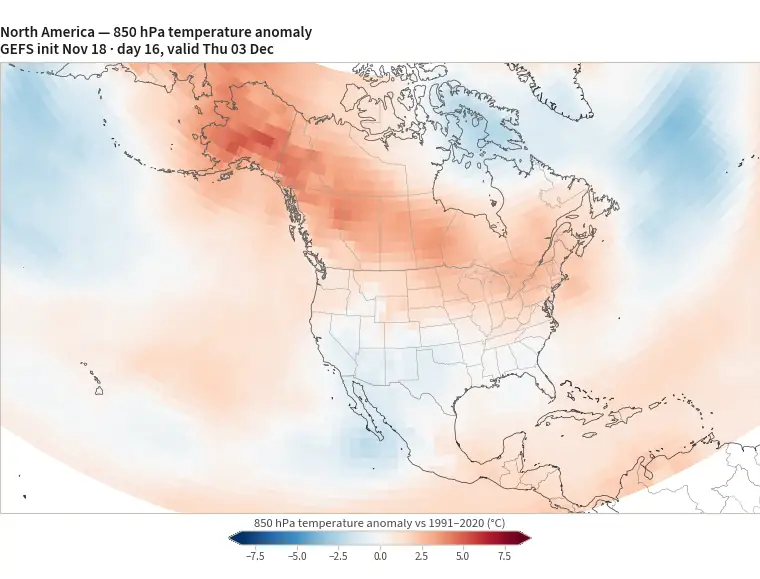 North America — 850 hPa temperature anomaly
GEFS init Nov 18 · day 16, valid Thu 03 Dec
850 hPa temperature anomaly vs 1991–2020 (°C)
−7.5 −5.0 −2.5 0.0 2.5 5.0 7.5